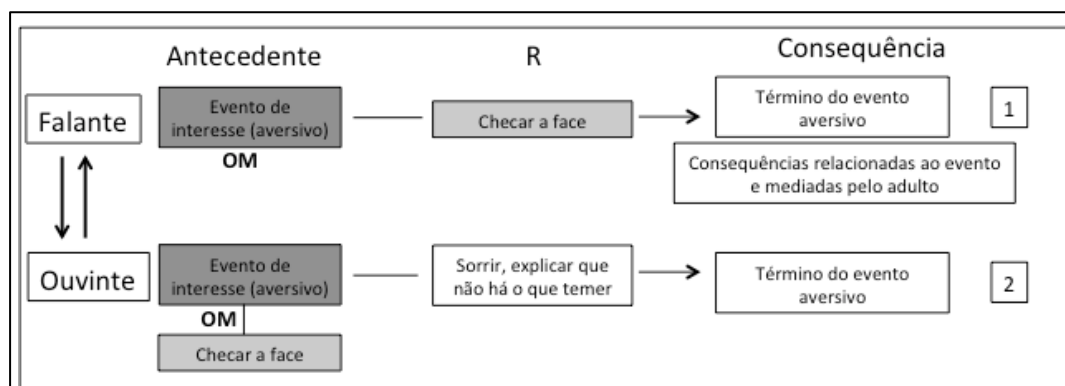 Antecedente R Consequência
Falante
Evento de
interesse (aversivo)
OM
Checar a face
Término do evento
aversivo
1
Consequências relacionadas ao evento
e mediadas pelo adulto
Ouvinte
Evento de
interesse (aversivo)
OM
Checar a face
Sorrir, explicar que
não há o que temer
Término do evento
aversivo
2